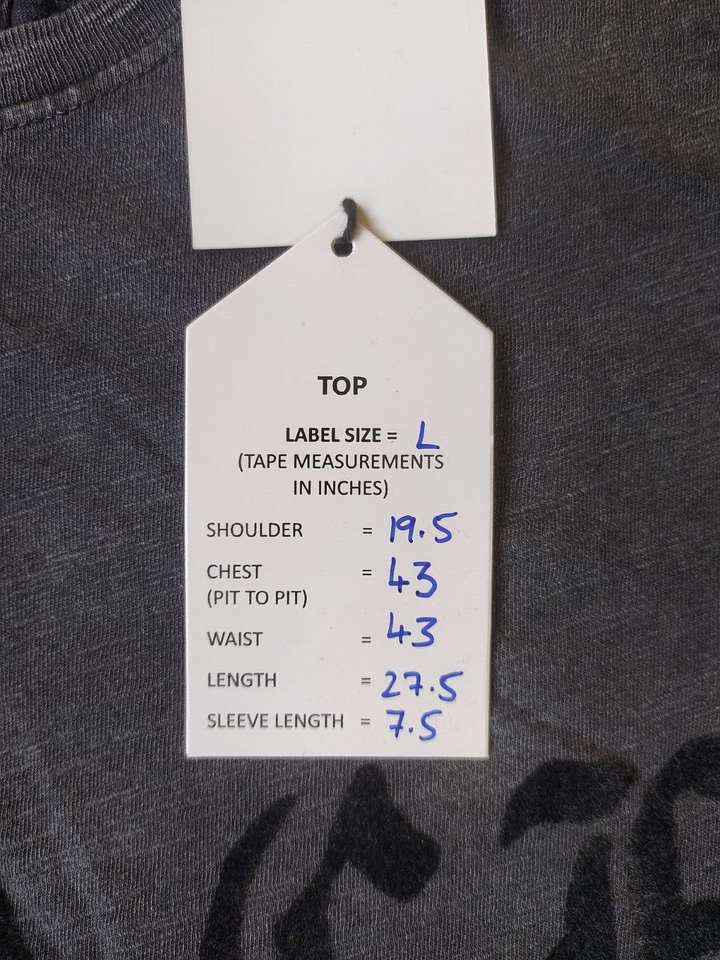 TOP
LABEL SIZE = L
(TAPE MEASUREMENTS
IN INCHES)
SHOULDER = 19.5
CHEST = 43
(PIT TO PIT)
WAIST = 43
LENGTH = 27.5
SLEEVE LENGTH = 7.5